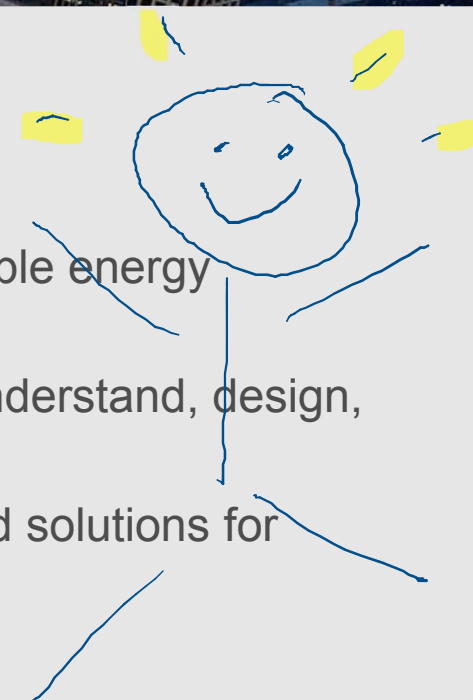 ble energy
nderstand, design,
d solutions for